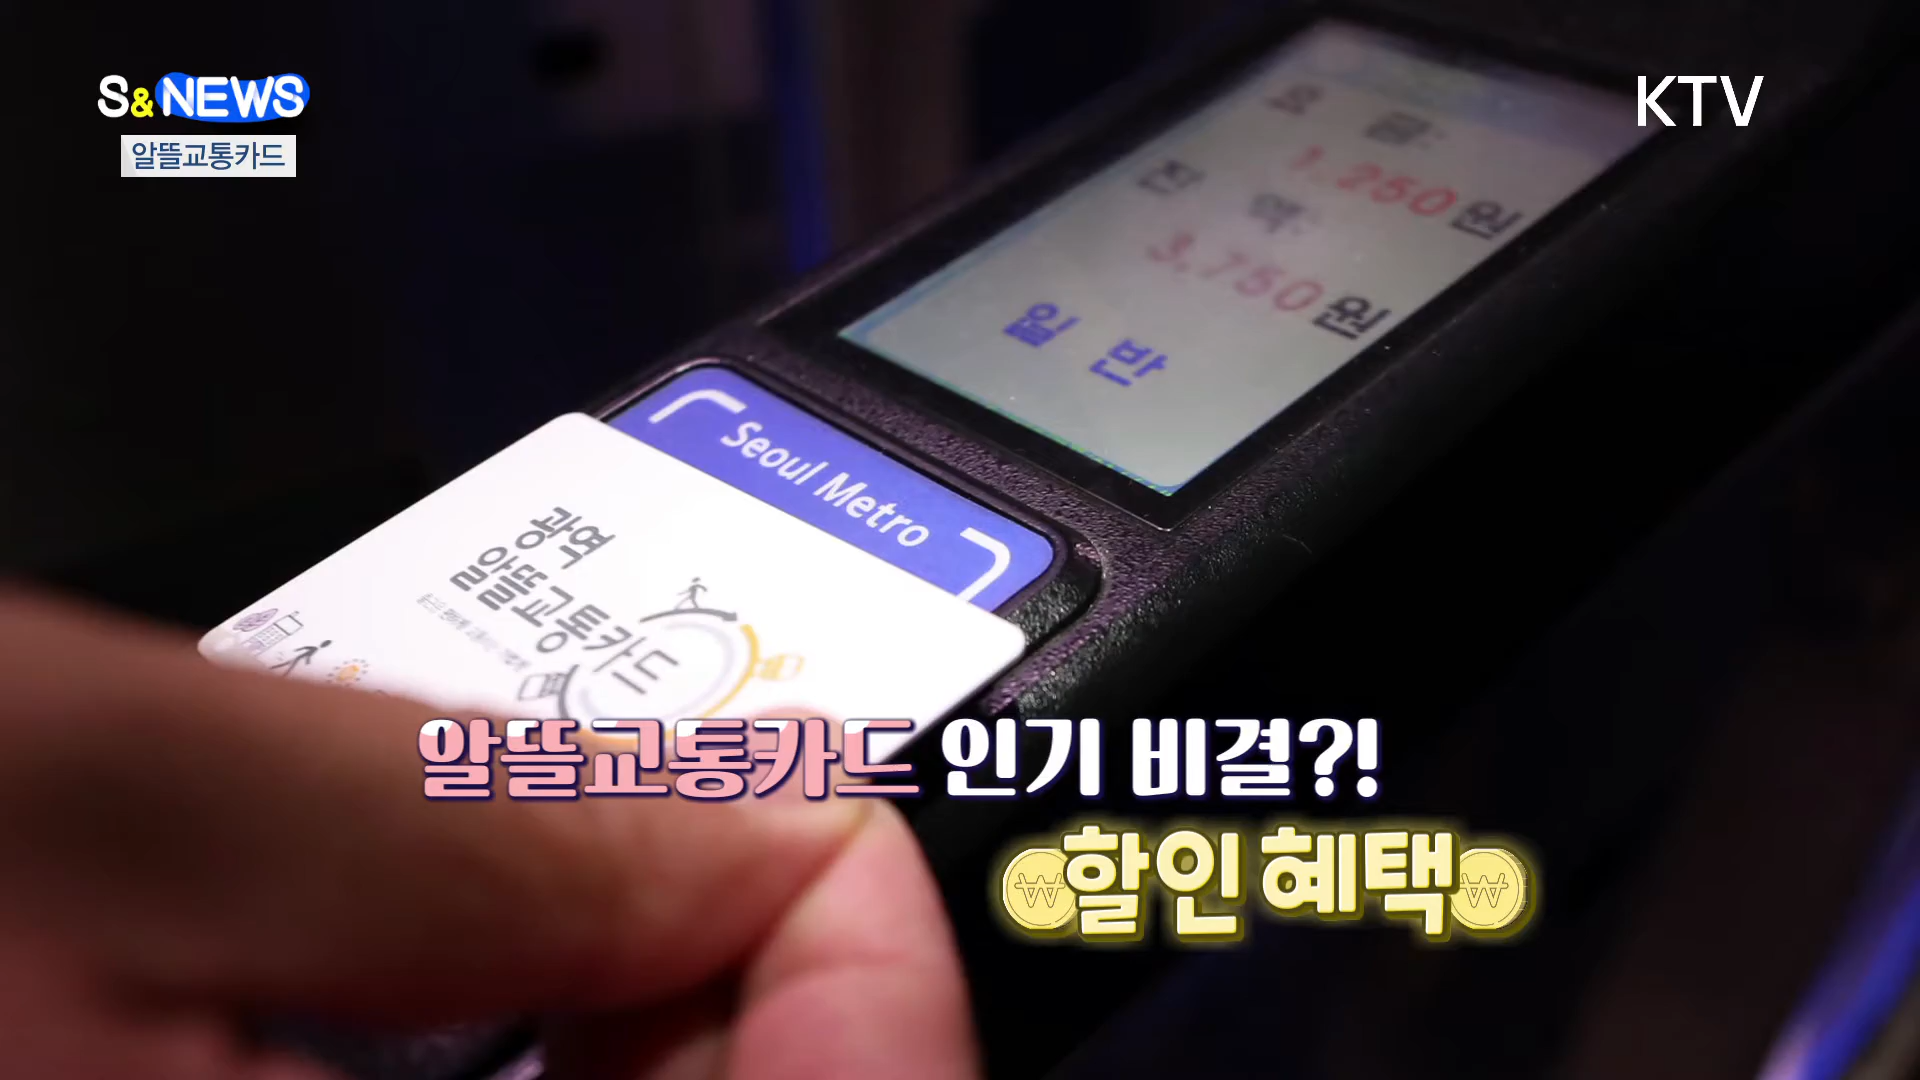 S&NEWS
알뜰교통카드
KTV
요 금:
1,250원
잔 액:
3,750원
일 반
Seoul Metro
광역
알뜰교통카드
알뜰교통카드 인기 비결?!
할인 혜택